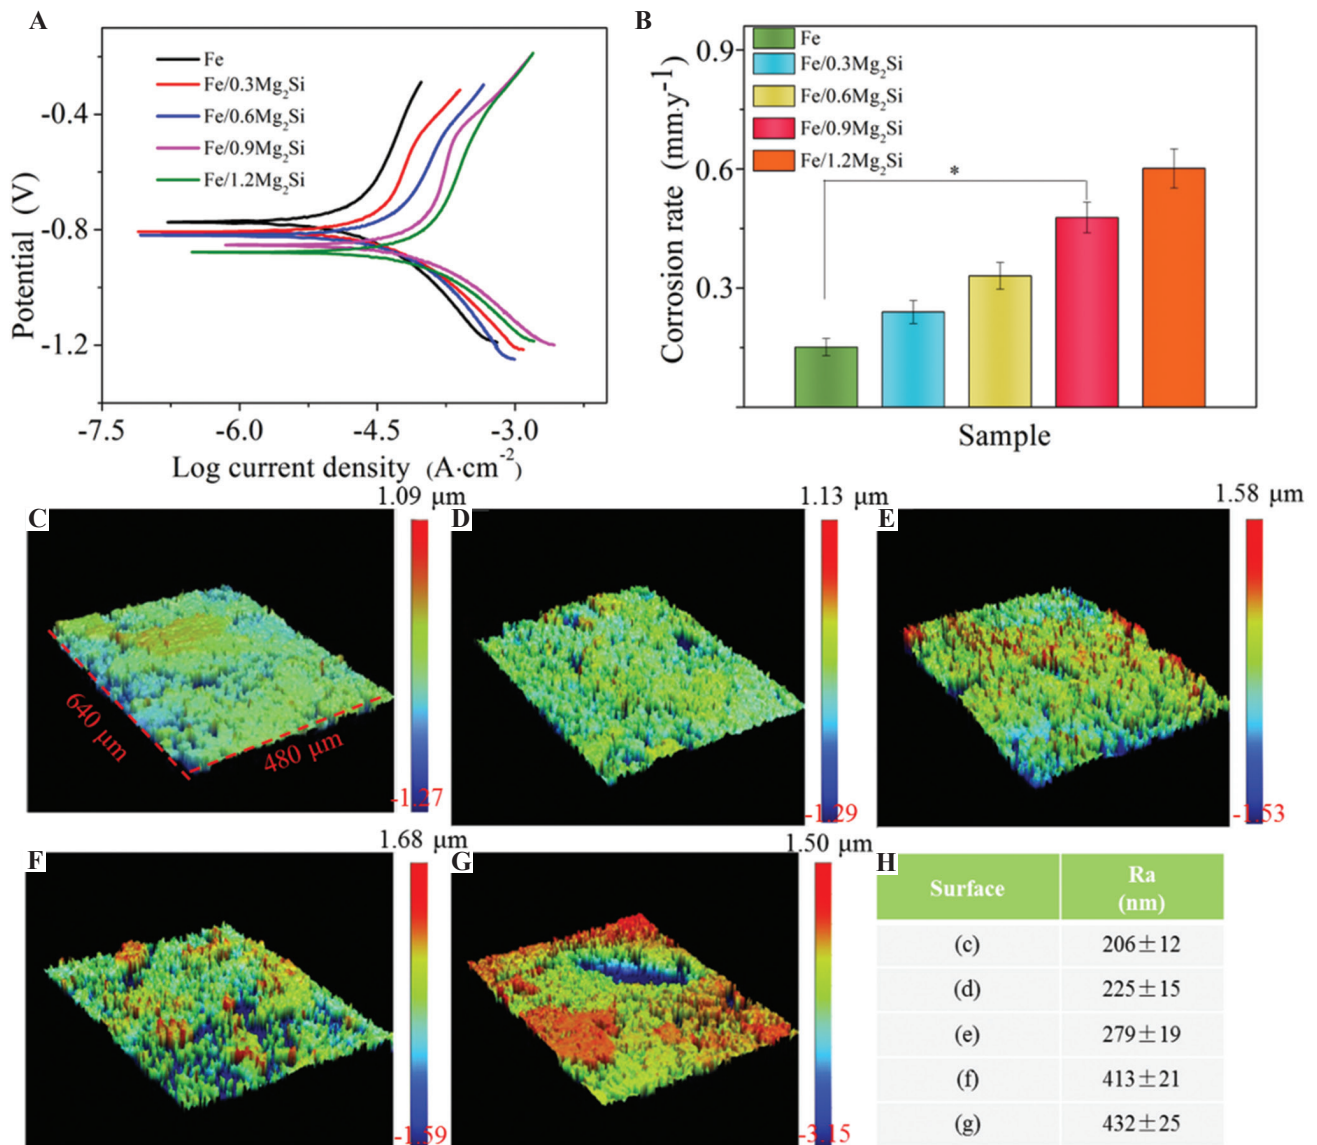 A
Fe
Fe/0.3Mg₂Si
Fe/0.6Mg₂Si
Fe/0.9Mg₂Si
Fe/1.2Mg₂Si
-0.4
-0.8
-1.2
Potential (V)
-7.5 -6.0 -4.5 -3.0
Log current density (A·cm⁻²)
B
Fe
Fe/0.3Mg₂Si
Fe/0.6Mg₂Si
Fe/0.9Mg₂Si
Fe/1.2Mg₂Si
*
0.9
0.6
0.3
Corrosion rate (mm·y⁻¹)
Sample
C
1.09 μm
640 μm
480 μm
-1.27
D
1.13 μm
-1.29
E
1.58 μm
-1.53
F
1.68 μm
-1.59
G
1.50 μm
-3.15
H
Surface Ra (nm)
(c) 206±12
(d) 225±15
(e) 279±19
(f) 413±21
(g) 432±25